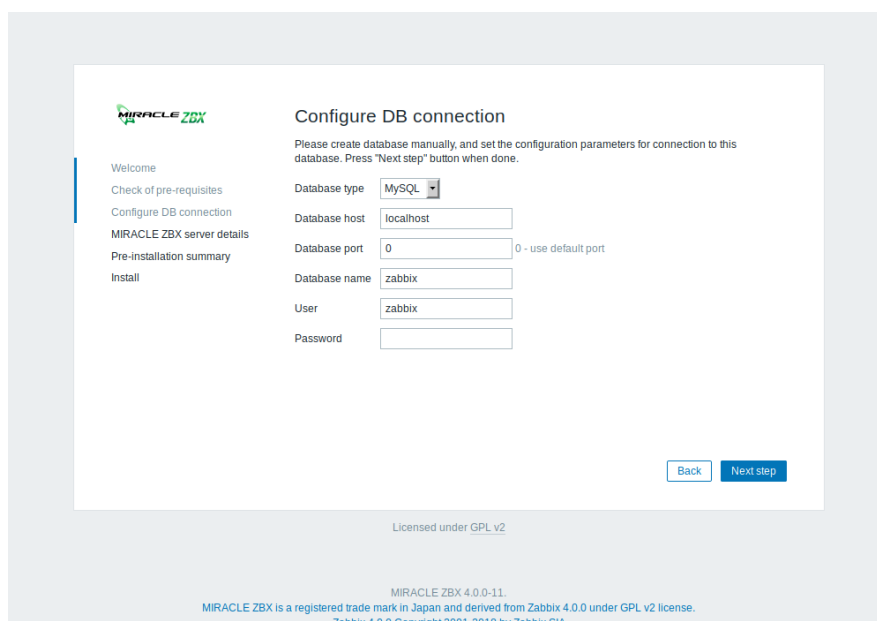 MIRACLE ZBX
Configure DB connection
Please create database manually, and set the configuration parameters for connection to this
database. Press "Next step" button when done.
Welcome
Check of pre-requisites
Configure DB connection
MIRACLE ZBX server details
Pre-installation summary
Install
Database type MySQL
Database host localhost
Database port 0 0 - use default port
Database name zabbix
User zabbix
Password
Back Next step
Licensed under GPL v2
MIRACLE ZBX 4.0.0-11.
MIRACLE ZBX is a registered trade mark in Japan and derived from Zabbix 4.0.0 under GPL v2 license.